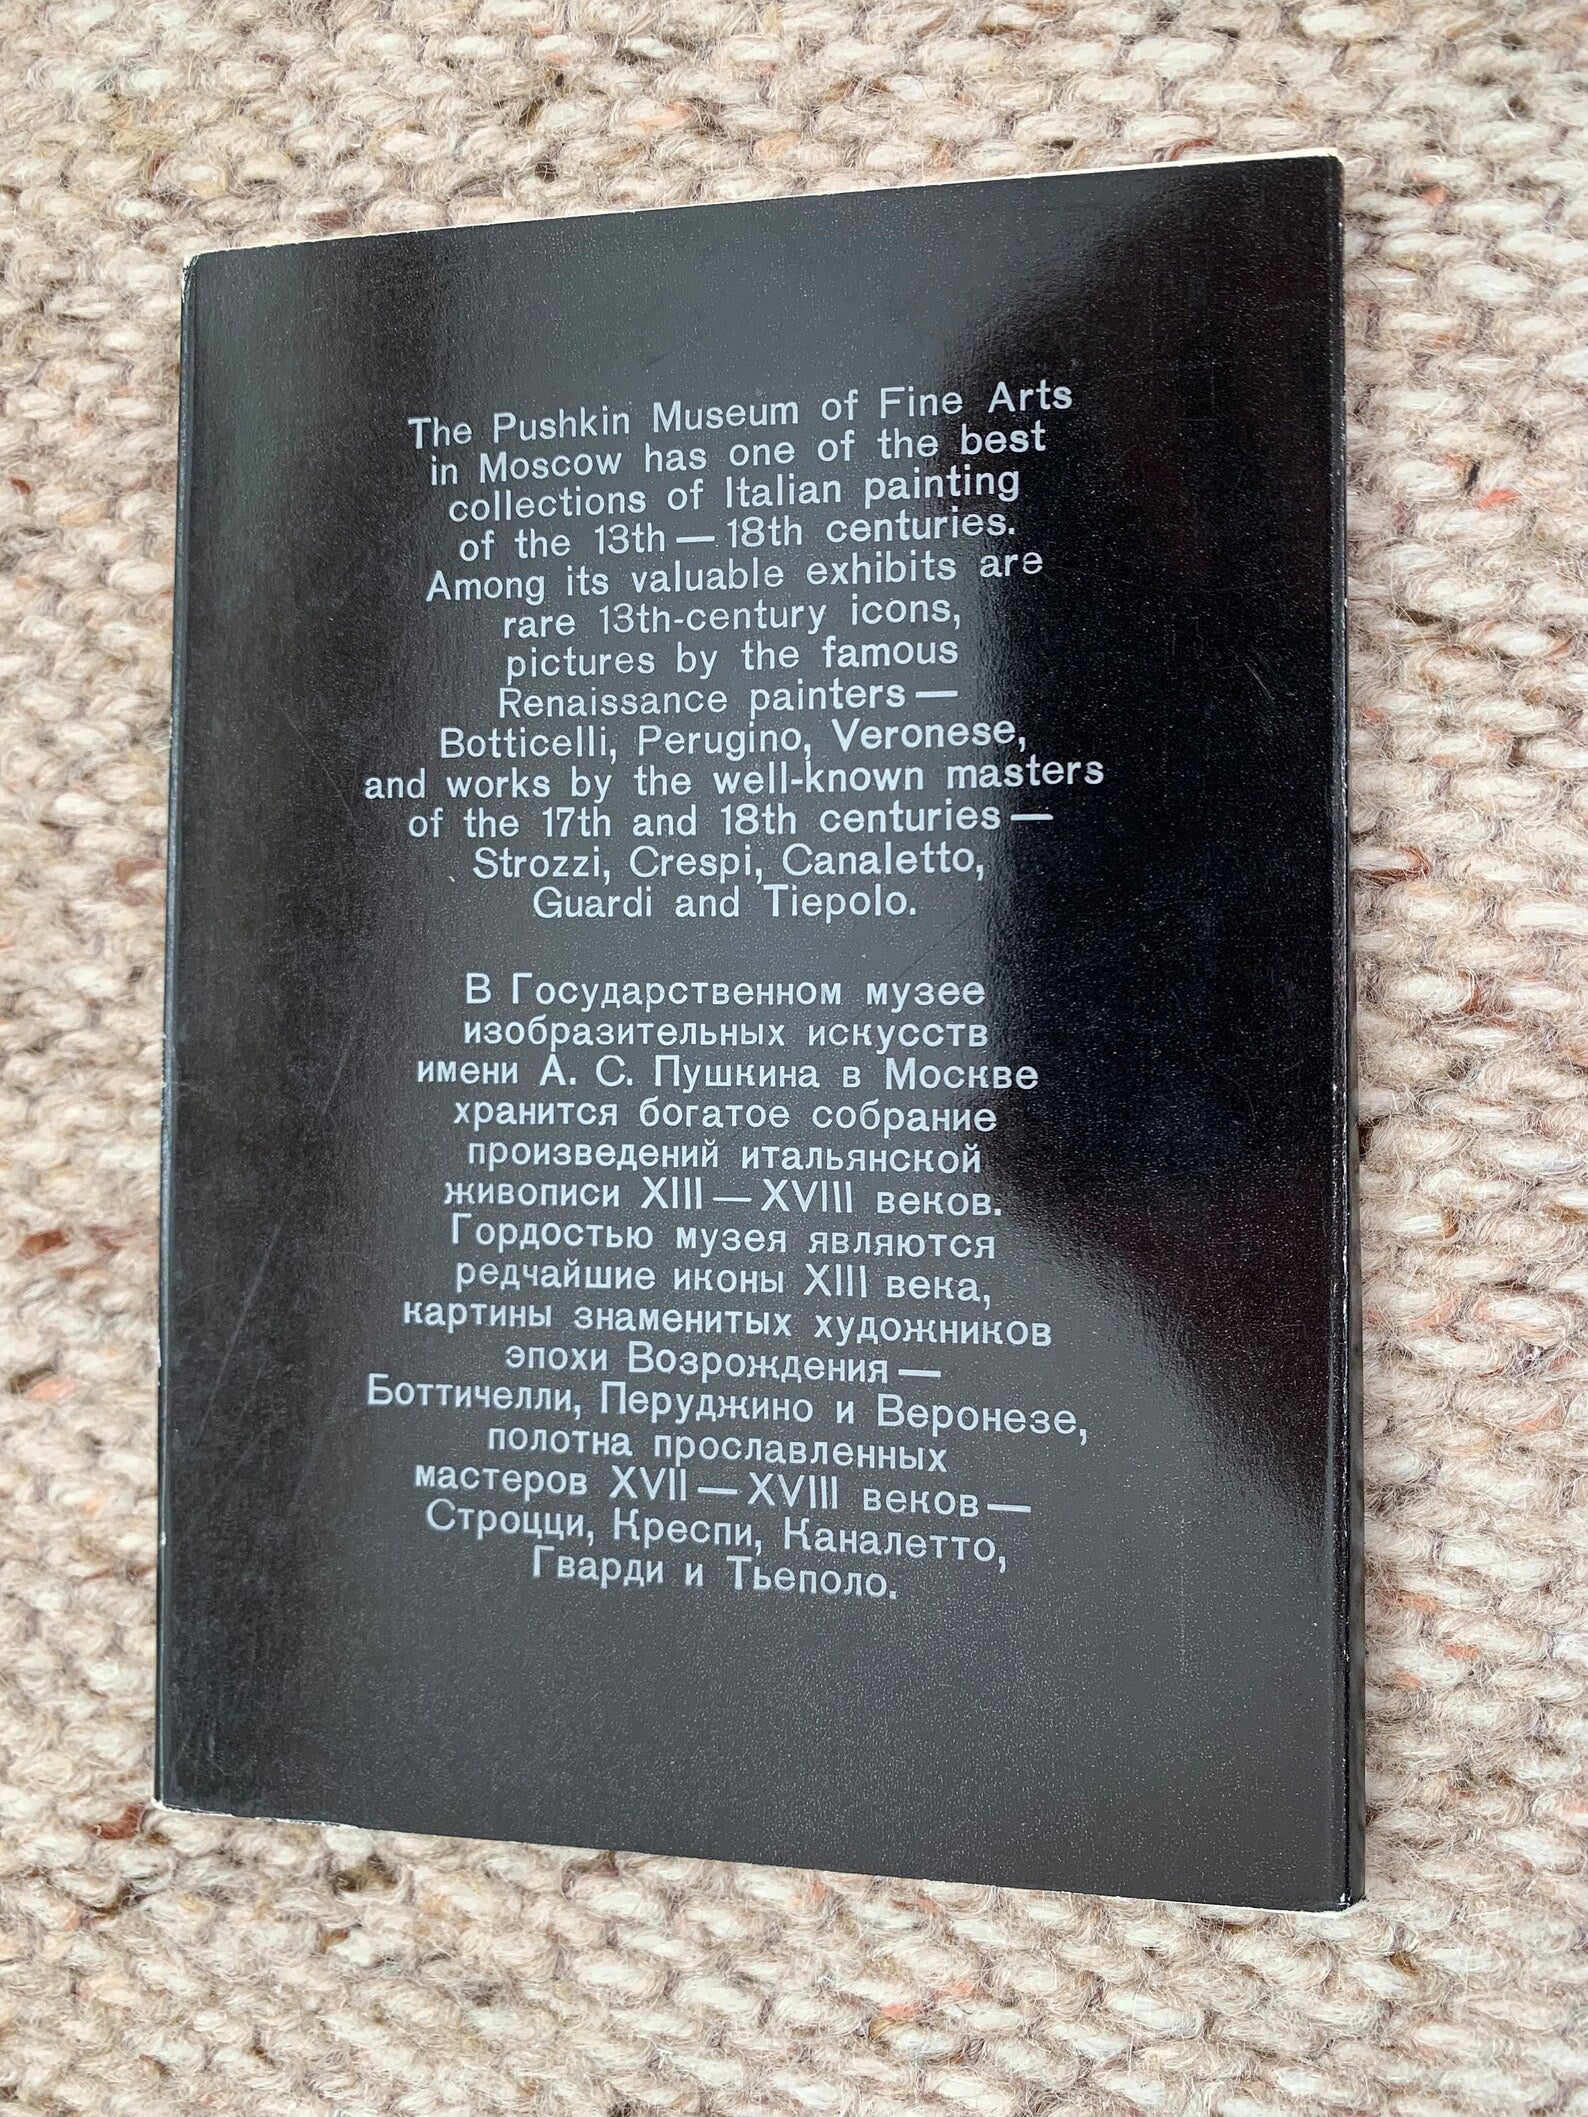 The Pushkin Museum of Fine Arts
in Moscow has one of the best
collections of Italian painting
of the 13th — 18th centuries.
Among its valuable exhibits are
rare 13th-century icons,
pictures by the famous
Renaissance painters —
Botticelli, Perugino, Veronese,
and works by the well-known masters
of the 17th and 18th centuries —
Strozzi, Crespi, Canaletto,
Guardi and Tiepolo.
В Государственном музее
изобразительных искусств
имени А. С. Пушкина в Москве
хранится богатое собрание
произведений итальянской
живописи XIII — XVIII веков.
Гордостью музея являются
редчайшие иконы XIII века,
картины знаменитых художников
эпохи Возрождения —
Боттичелли, Перуджино и Веронезе,
полотна прославленных
мастеров XVII — XVIII веков —
Строцци, Креспи, Каналетто,
Гварди и Тьеполо.